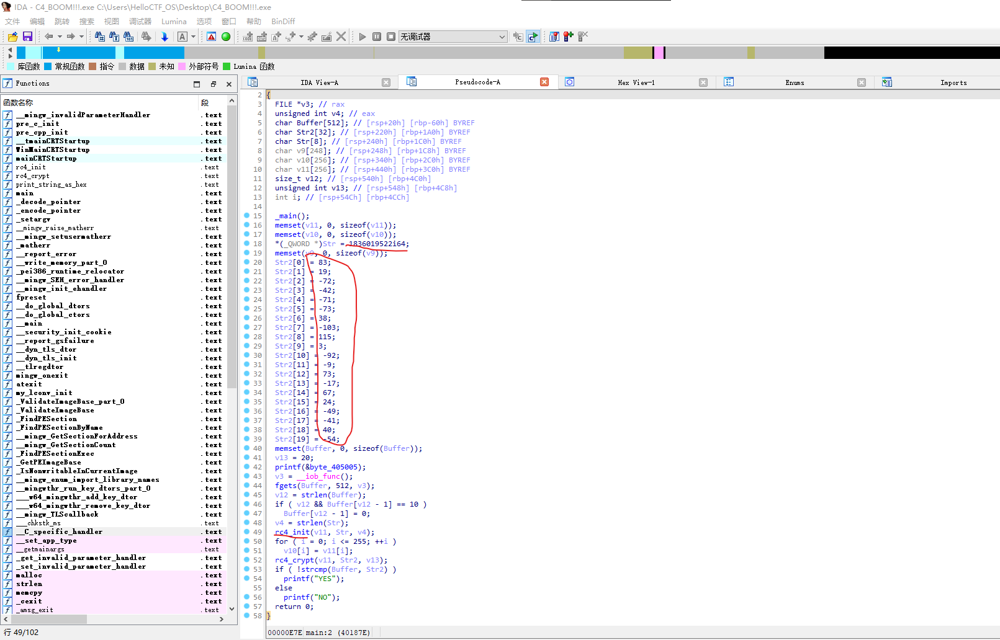 IDA - C4_BOOM!!!.exe C:\Users\HelloCTF_OS\Desktop\C4_BOOM!!!.exe
文件 编辑 跳转 搜索 视图 调试器 Lumina 选项 窗口 帮助 BinDiff
无调试器
库函数 常规函数 指令 数据 未知 外部符号 Lumina 函数
Functions
函数名称 段
__mingw_invalidParameterHandler .text
pre_c_init .text
pre_cpp_init .text
__tmainCRTStartup .text
WinMainCRTStartup .text
mainCRTStartup .text
rc4_init .text
rc4_crypt .text
print_string_as_hex .text
main .text
_decode_pointer .text
_encode_pointer .text
_setargv .text
__mingw_raise_matherr .text
__mingw_setusermatherr .text
_matherr .text
__report_error .text
__write_memory_part_0 .text
_pei386_runtime_relocator .text
__mingw_SEH_error_handler .text
__mingw_init_ehandler .text
fpreset .text
__do_global_dtors .text
__do_global_ctors .text
__main .text
__security_init_cookie .text
__report_gsfailure .text
__dyn_tls_dtor .text
__dyn_tls_init .text
__tlregdtor .text
mingw_onexit .text
atexit .text
my_lconv_init .text
_ValidateImageBase_part_0 .text
_ValidateImageBase .text
_FindPESection .text
_FindPESectionByName .text
__mingw_GetSectionForAddress .text
__mingw_GetSectionCount .text
_FindPESectionExec .text
_GetPEImageBase .text
_IsNonwritableInCurrentImage .text
__mingw_enum_import_library_names .text
__mingwthr_run_key_dtors_part_0 .text
___w64_mingwthr_add_key_dtor .text
___w64_mingwthr_remove_key_dtor .text
__mingw_TLScallback .text
___chkstk_ms .text
__C_specific_handler .text
__set_app_type .text
__getmainargs .text
_get_invalid_parameter_handler .text
_set_invalid_parameter_handler .text
malloc .text
strlen .text
memcpy .text
_cexit .text
_amsg_exit .text
行 49/102
IDA View-A Pseudocode-A Hex View-1 Enums Imports
2 {
3 FILE *v3; // rax
4 unsigned int v4; // eax
5 char Buffer[512]; // [rsp+20h] [rbp-60h] BYREF
6 char Str2[32]; // [rsp+220h] [rbp+1A0h] BYREF
7 char Str[8]; // [rsp+240h] [rbp+1C0h] BYREF
8 char v9[248]; // [rsp+248h] [rbp+1C8h] BYREF
9 char v10[256]; // [rsp+340h] [rbp+2C0h] BYREF
10 char v11[256]; // [rsp+440h] [rbp+3C0h] BYREF
11 size_t v12; // [rsp+540h] [rbp+4C0h]
12 unsigned int v13; // [rsp+548h] [rbp+4C8h]
13 int i; // [rsp+54Ch] [rbp+4CCh]
14
15 _main();
16 memset(v11, 0, sizeof(v11));
17 memset(v10, 0, sizeof(v10));
18 *(_QWORD *)Str = 1836019522i64;
19 memset(v9, 0, sizeof(v9));
20 Str2[0] = 83;
21 Str2[1] = 19;
22 Str2[2] = -72;
23 Str2[3] = -42;
24 Str2[4] = -71;
25 Str2[5] = -73;
26 Str2[6] = 38;
27 Str2[7] = -103;
28 Str2[8] = 115;
29 Str2[9] = 3;
30 Str2[10] = -92;
31 Str2[11] = -9;
32 Str2[12] = 73;
33 Str2[13] = -17;
34 Str2[14] = 67;
35 Str2[15] = 24;
36 Str2[16] = -49;
37 Str2[17] = -41;
38 Str2[18] = 40;
39 Str2[19] = -54;
40 memset(Buffer, 0, sizeof(Buffer));
41 v13 = 20;
42 printf(&byte_405005);
43 v3 = __iob_func();
44 fgets(Buffer, 512, v3);
45 v12 = strlen(Buffer);
46 if ( v12 && Buffer[v12 - 1] == 10 )
47 Buffer[v12 - 1] = 0;
48 v4 = strlen(Str);
49 rc4_init(v11, Str, v4);
50 for ( i = 0; i <= 255; ++i )
51 v10[i] = v11[i];
52 rc4_crypt(v11, Str2, v13);
53 if ( !strcmp(Buffer, Str2) )
54 printf("YES");
55 else
56 printf("NO");
57 return 0;
58 }
00000E7E main:2 (40187E)